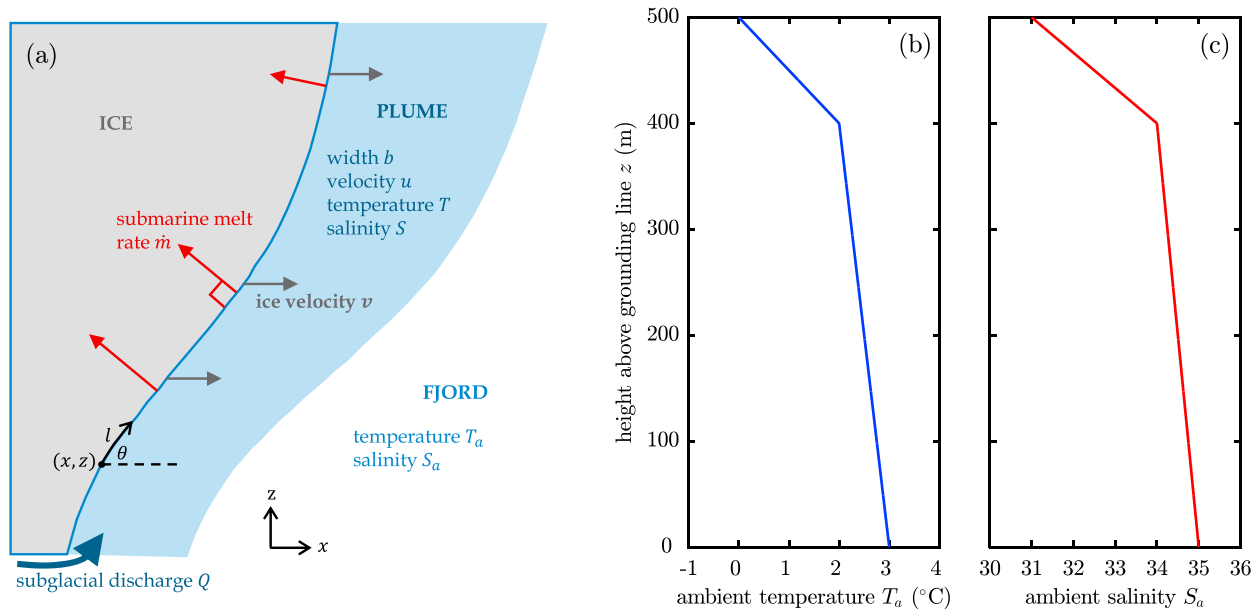 (a)
ICE
PLUME
width b
velocity u
temperature T
salinity S
submarine melt
rate ṁ
ice velocity v
FJORD
temperature Tₐ
salinity Sₐ
l
θ
(x, z)
z
x
subglacial discharge Q
(b)
500
400
300
200
100
0
height above grounding line z (m)
-1 0 1 2 3 4
ambient temperature Tₐ (°C)
(c)
30 31 32 33 34 35 36
ambient salinity Sₐ